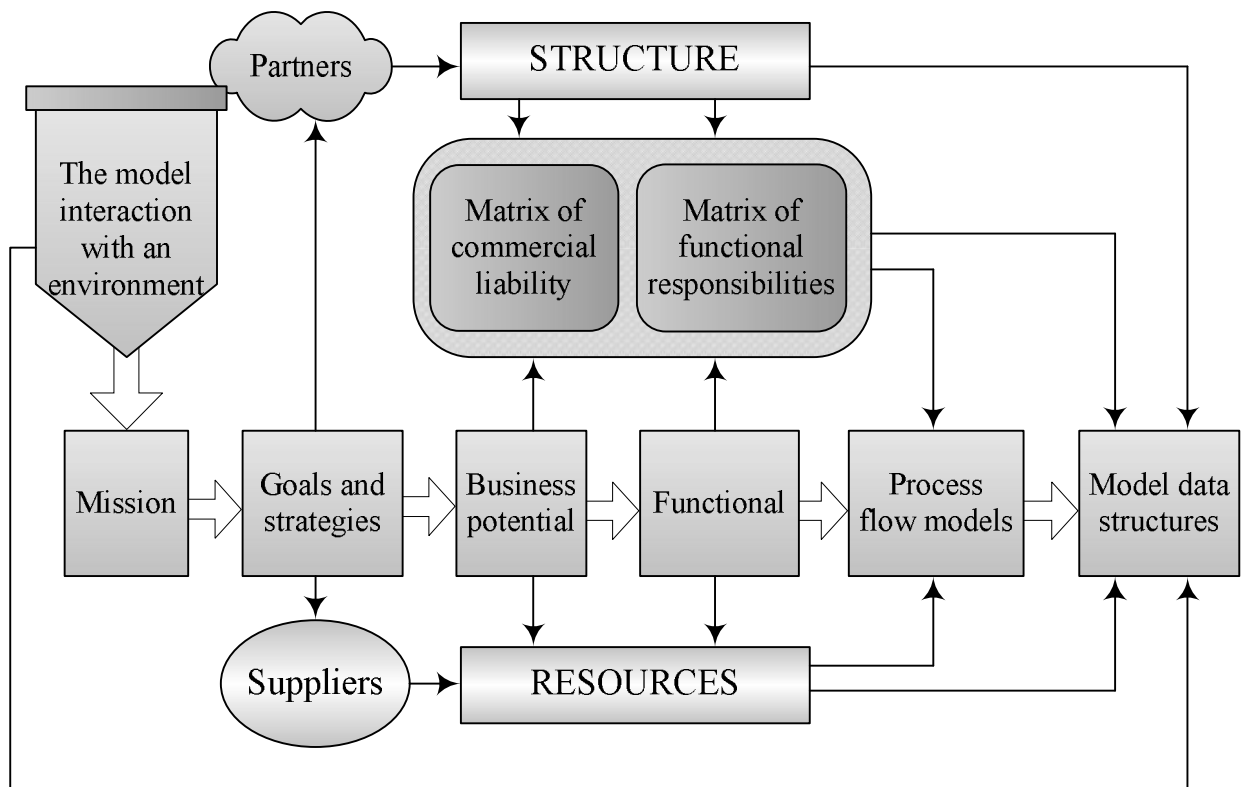 Partners
STRUCTURE
The model
interaction
with an
environment
Matrix of
commercial
liability
Matrix of
functional
responsibilities
Mission
Goals and
strategies
Business
potential
Functional
Process
flow models
Model data
structures
Suppliers
RESOURCES